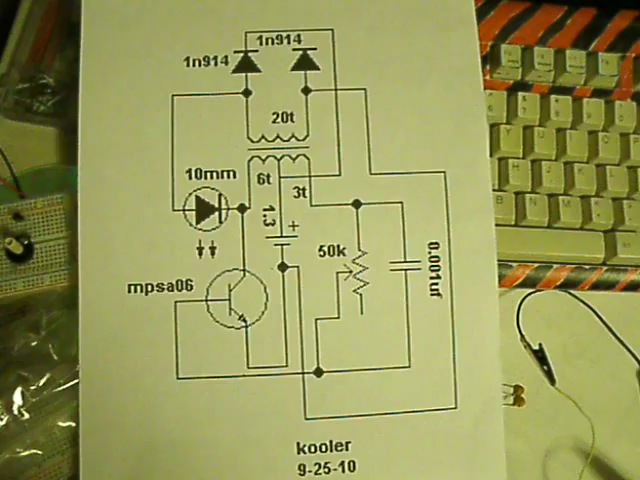 1n914
1n914
20t
10mm
6t
3t
1.3
+
50k
0.001uf
mpsa06
kooler
9-25-10